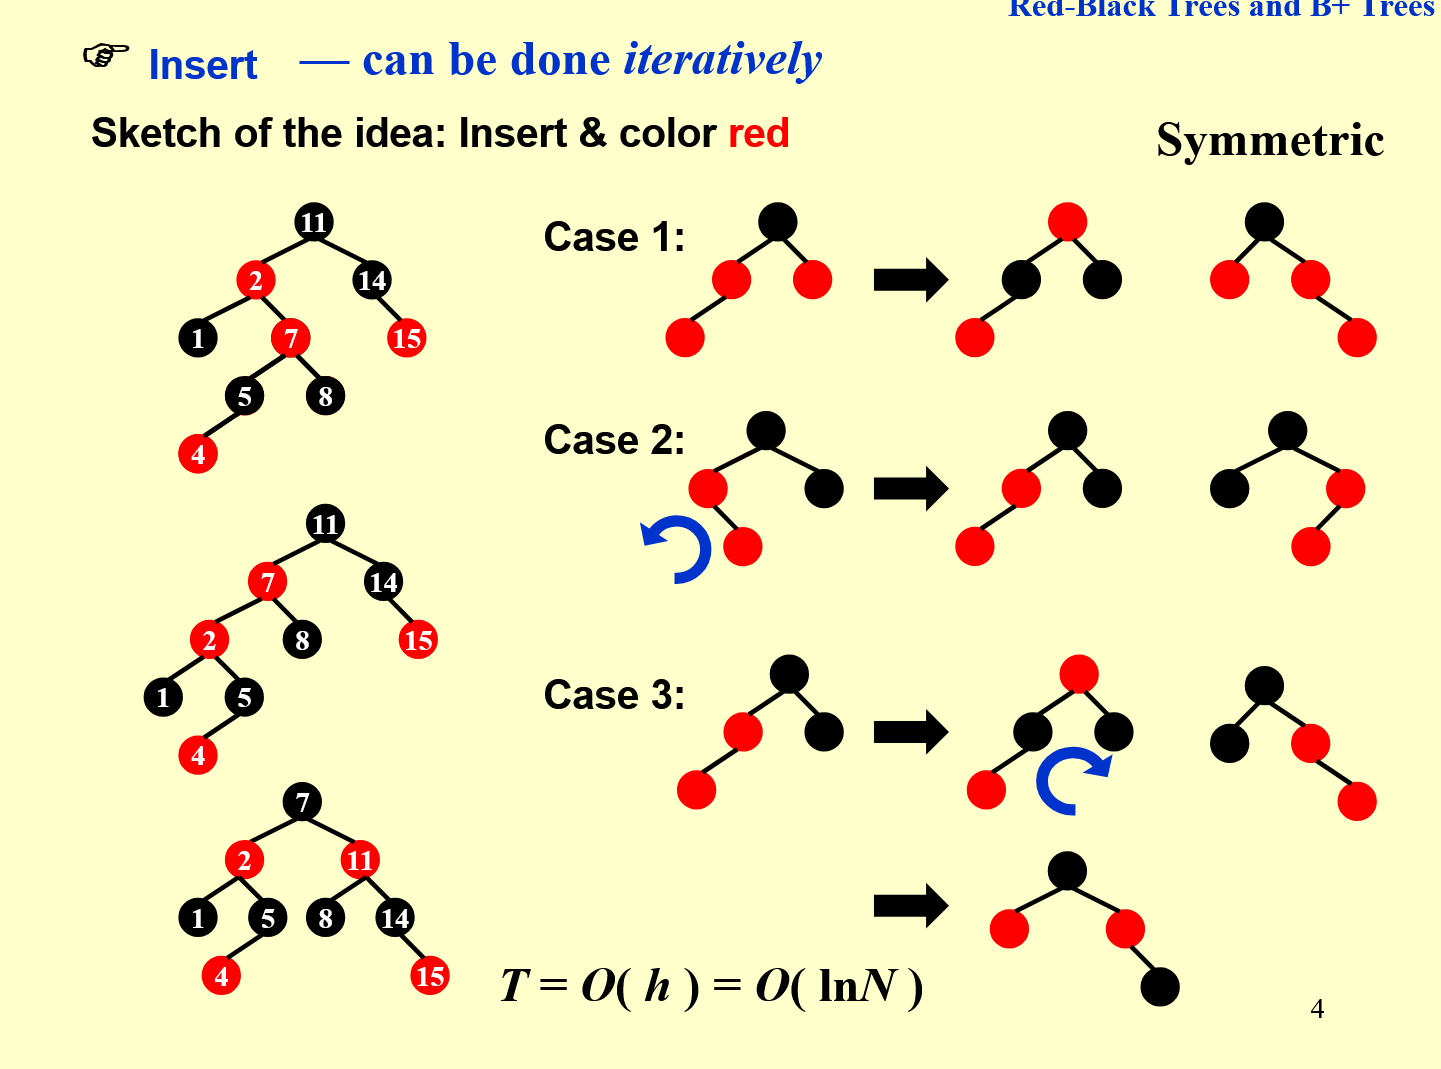 Red-Black Trees and B+ Trees
☞ Insert — can be done iteratively
Sketch of the idea: Insert & color red
Symmetric
11
2 14
1 7 15
5 8
4
11
7 14
2 8 15
1 5
4
7
2 11
1 5 8 14
4 15
Case 1:
Case 2:
Case 3:
T = O( h ) = O( lnN )
4